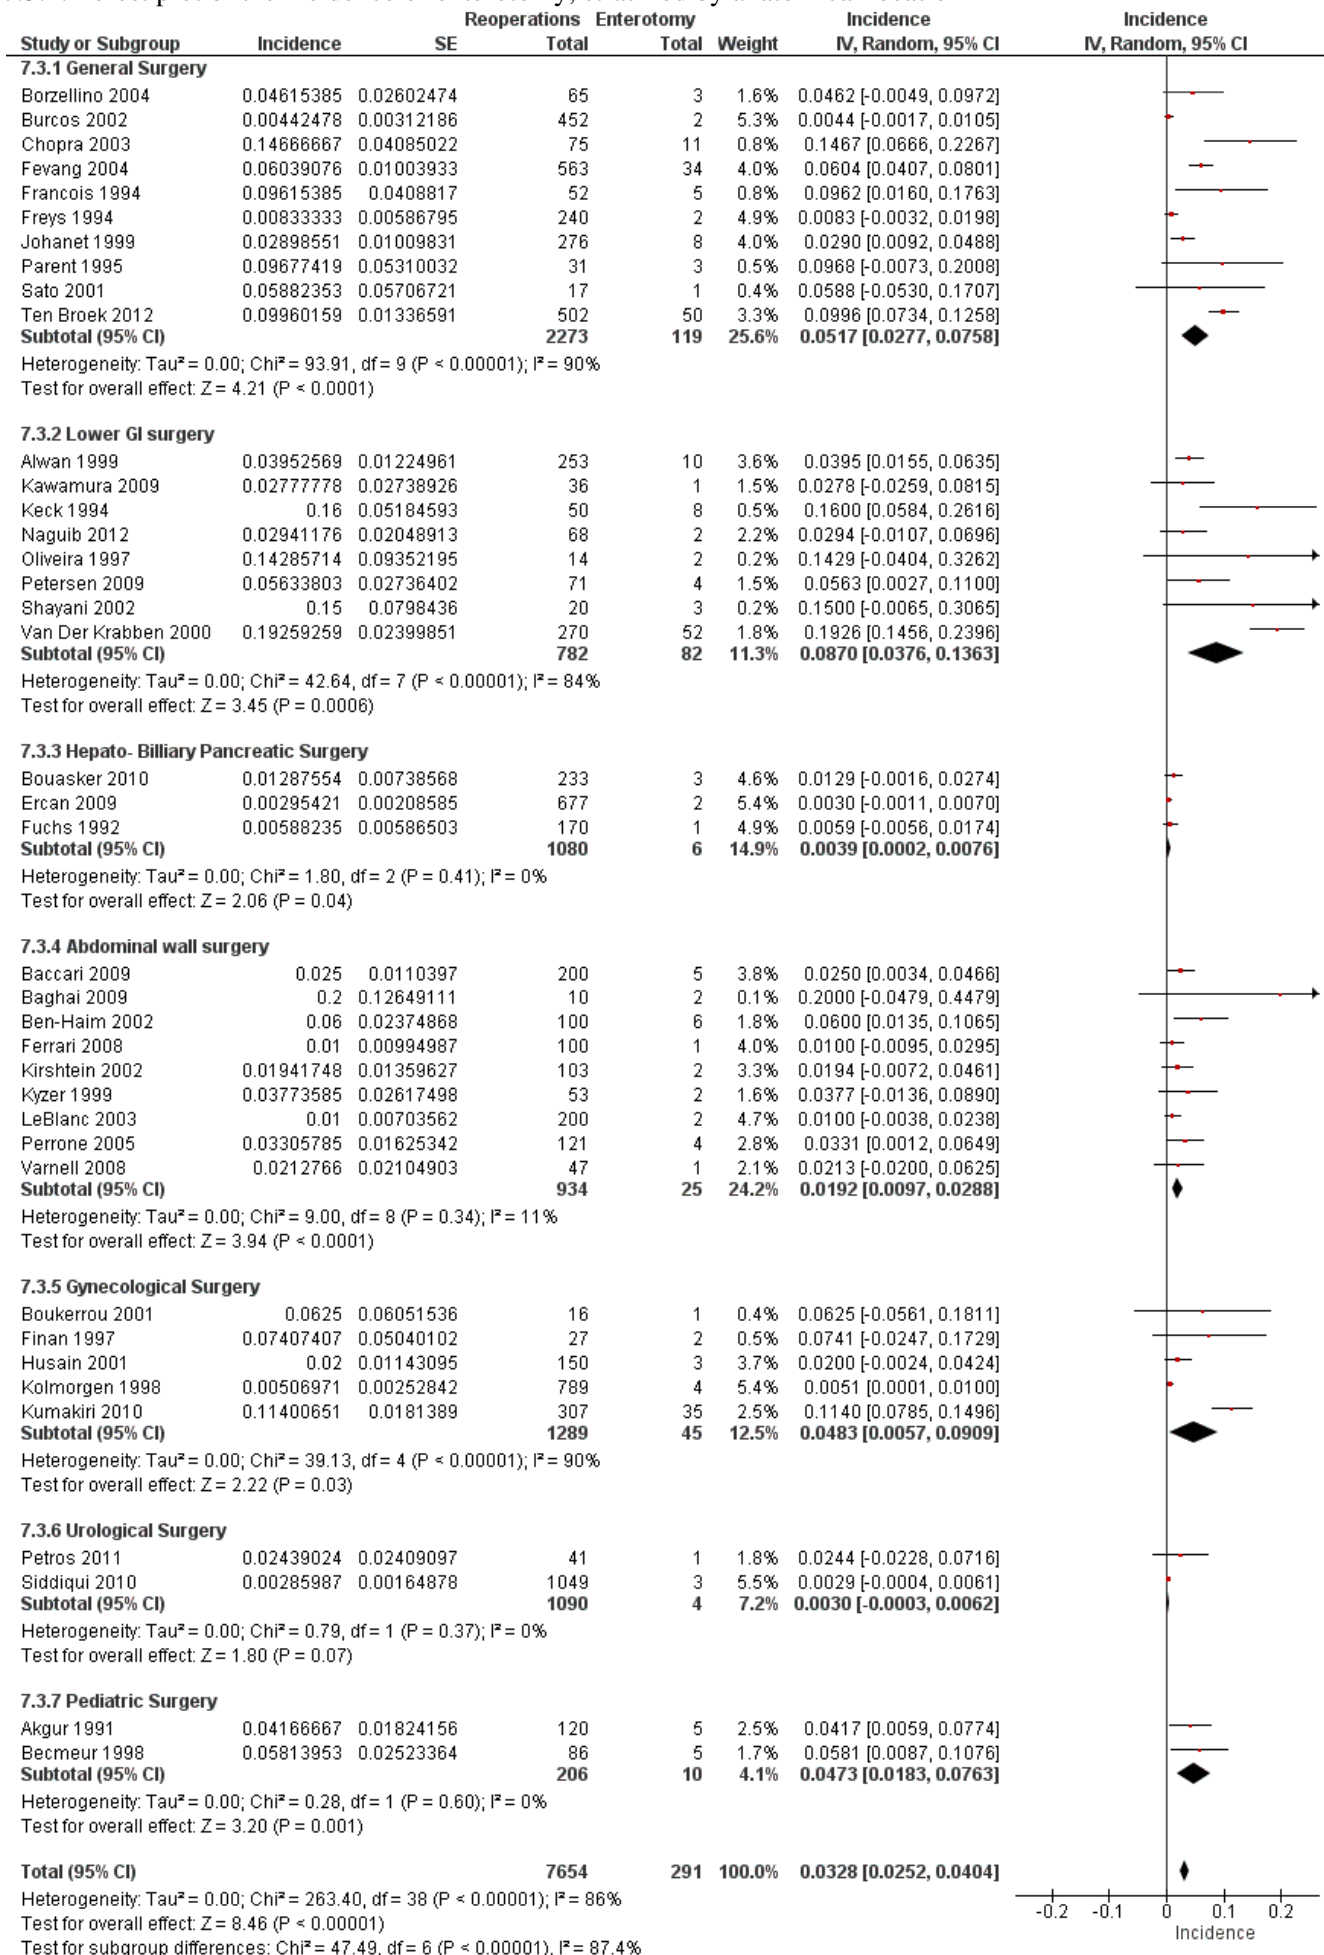 Reoperations Enterotomy Incidence Incidence
Study or Subgroup Incidence SE Total Total Weight IV, Random, 95% CI IV, Random, 95% CI
7.3.1 General Surgery
Borzellino 2004 0.04615385 0.02602474 65 3 1.6% 0.0462 [-0.0049, 0.0972]
Burcos 2002 0.00442478 0.00312186 452 2 5.3% 0.0044 [-0.0017, 0.0105]
Chopra 2003 0.14666667 0.04085022 75 11 0.8% 0.1467 [0.0666, 0.2267]
Fevang 2004 0.06039076 0.01003933 563 34 4.0% 0.0604 [0.0407, 0.0801]
Francois 1994 0.09615385 0.0408817 52 5 0.8% 0.0962 [0.0160, 0.1763]
Freys 1994 0.00833333 0.00586795 240 2 4.9% 0.0083 [-0.0032, 0.0198]
Johanet 1999 0.02898551 0.01009831 276 8 4.0% 0.0290 [0.0092, 0.0488]
Parent 1995 0.09677419 0.05310032 31 3 0.5% 0.0968 [-0.0073, 0.2008]
Sato 2001 0.05882353 0.05706721 17 1 0.4% 0.0588 [-0.0530, 0.1707]
Ten Broek 2012 0.09960159 0.01336591 502 50 3.3% 0.0996 [0.0734, 0.1258]
Subtotal (95% CI) 2273 119 25.6% 0.0517 [0.0277, 0.0758]
Heterogeneity: Tau² = 0.00; Chi² = 93.91, df = 9 (P < 0.00001); I² = 90%
Test for overall effect: Z = 4.21 (P < 0.0001)
7.3.2 Lower GI surgery
Alwan 1999 0.03952569 0.01224961 253 10 3.6% 0.0395 [0.0155, 0.0635]
Kawamura 2009 0.02777778 0.02738926 36 1 1.5% 0.0278 [-0.0259, 0.0815]
Keck 1994 0.16 0.05184593 50 8 0.5% 0.1600 [0.0584, 0.2616]
Naguib 2012 0.02941176 0.02048913 68 2 2.2% 0.0294 [-0.0107, 0.0696]
Oliveira 1997 0.14285714 0.09352195 14 2 0.2% 0.1429 [-0.0404, 0.3262]
Petersen 2009 0.05633803 0.02736402 71 4 1.5% 0.0563 [0.0027, 0.1100]
Shayani 2002 0.15 0.0798436 20 3 0.2% 0.1500 [-0.0065, 0.3065]
Van Der Krabben 2000 0.19259259 0.02399851 270 52 1.8% 0.1926 [0.1456, 0.2396]
Subtotal (95% CI) 782 82 11.3% 0.0870 [0.0376, 0.1363]
Heterogeneity: Tau² = 0.00; Chi² = 42.64, df = 7 (P < 0.00001); I² = 84%
Test for overall effect: Z = 3.45 (P = 0.0006)
7.3.3 Hepato- Billiary Pancreatic Surgery
Bouasker 2010 0.01287554 0.00738568 233 3 4.6% 0.0129 [-0.0016, 0.0274]
Ercan 2009 0.00295421 0.00208585 677 2 5.4% 0.0030 [-0.0011, 0.0070]
Fuchs 1992 0.00588235 0.00586503 170 1 4.9% 0.0059 [-0.0056, 0.0174]
Subtotal (95% CI) 1080 6 14.9% 0.0039 [0.0002, 0.0076]
Heterogeneity: Tau² = 0.00; Chi² = 1.80, df = 2 (P = 0.41); I² = 0%
Test for overall effect: Z = 2.06 (P = 0.04)
7.3.4 Abdominal wall surgery
Baccari 2009 0.025 0.0110397 200 5 3.8% 0.0250 [0.0034, 0.0466]
Baghai 2009 0.2 0.12649111 10 2 0.1% 0.2000 [-0.0479, 0.4479]
Ben-Haim 2002 0.06 0.02374868 100 6 1.8% 0.0600 [0.0135, 0.1065]
Ferrari 2008 0.01 0.00994987 100 1 4.0% 0.0100 [-0.0095, 0.0295]
Kirshtein 2002 0.01941748 0.01359627 103 2 3.3% 0.0194 [-0.0072, 0.0461]
Kyzer 1999 0.03773585 0.02617498 53 2 1.6% 0.0377 [-0.0136, 0.0890]
LeBlanc 2003 0.01 0.00703562 200 2 4.7% 0.0100 [-0.0038, 0.0238]
Perrone 2005 0.03305785 0.01625342 121 4 2.8% 0.0331 [0.0012, 0.0649]
Varnell 2008 0.0212766 0.02104903 47 1 2.1% 0.0213 [-0.0200, 0.0625]
Subtotal (95% CI) 934 25 24.2% 0.0192 [0.0097, 0.0288]
Heterogeneity: Tau² = 0.00; Chi² = 9.00, df = 8 (P = 0.34); I² = 11%
Test for overall effect: Z = 3.94 (P < 0.0001)
7.3.5 Gynecological Surgery
Boukerrou 2001 0.0625 0.06051536 16 1 0.4% 0.0625 [-0.0561, 0.1811]
Finan 1997 0.07407407 0.05040102 27 2 0.5% 0.0741 [-0.0247, 0.1729]
Husain 2001 0.02 0.01143095 150 3 3.7% 0.0200 [-0.0024, 0.0424]
Kolmorgen 1998 0.00506971 0.00252842 789 4 5.4% 0.0051 [0.0001, 0.0100]
Kumakiri 2010 0.11400651 0.0181389 307 35 2.5% 0.1140 [0.0785, 0.1496]
Subtotal (95% CI) 1289 45 12.5% 0.0483 [0.0057, 0.0909]
Heterogeneity: Tau² = 0.00; Chi² = 39.13, df = 4 (P < 0.00001); I² = 90%
Test for overall effect: Z = 2.22 (P = 0.03)
7.3.6 Urological Surgery
Petros 2011 0.02439024 0.02409097 41 1 1.8% 0.0244 [-0.0228, 0.0716]
Siddiqui 2010 0.00285987 0.00164878 1049 3 5.5% 0.0029 [-0.0004, 0.0061]
Subtotal (95% CI) 1090 4 7.2% 0.0030 [-0.0003, 0.0062]
Heterogeneity: Tau² = 0.00; Chi² = 0.79, df = 1 (P = 0.37); I² = 0%
Test for overall effect: Z = 1.80 (P = 0.07)
7.3.7 Pediatric Surgery
Akgur 1991 0.04166667 0.01824156 120 5 2.5% 0.0417 [0.0059, 0.0774]
Becmeur 1998 0.05813953 0.02523364 86 5 1.7% 0.0581 [0.0087, 0.1076]
Subtotal (95% CI) 206 10 4.1% 0.0473 [0.0183, 0.0763]
Heterogeneity: Tau² = 0.00; Chi² = 0.28, df = 1 (P = 0.60); I² = 0%
Test for overall effect: Z = 3.20 (P = 0.001)
Total (95% CI) 7654 291 100.0% 0.0328 [0.0252, 0.0404]
Heterogeneity: Tau² = 0.00; Chi² = 263.40, df = 38 (P < 0.00001); I² = 86%
Test for overall effect: Z = 8.46 (P < 0.00001)
Test for subgroup differences: Chi² = 47.49, df = 6 (P < 0.00001), I² = 87.4%
-0.2 -0.1 0 0.1 0.2
Incidence